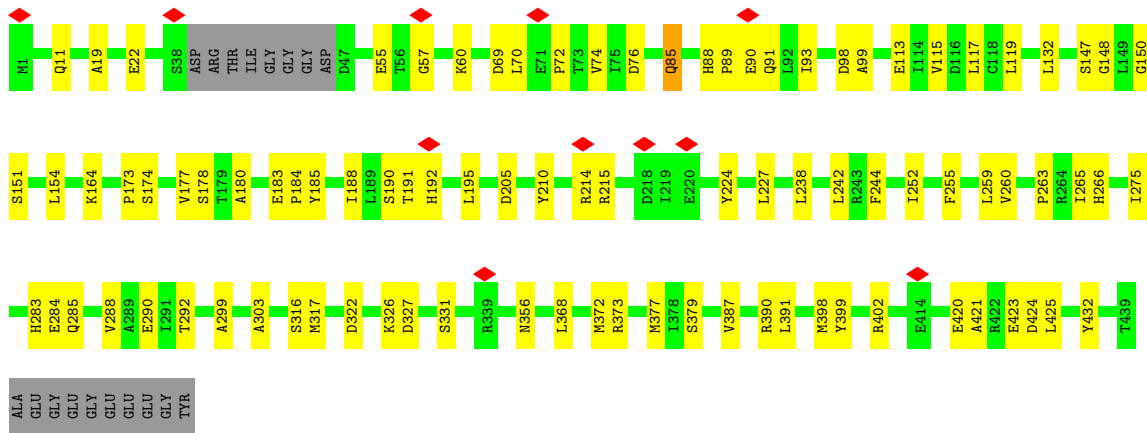 M1 Q11 A19 E22 S38 ASP ARG THR ILE GLY GLY GLY ASP D47 E55 T56 G57 K60 D69 L70 E71 P72 T73 V74 I75 D76 Q85 H88 P89 E90 Q91 L92 I93 D98 A99 E113 I114 V115 D116 L117 C118 L119 L132 S147 G148 L149 G150
S151 L154 K164 P173 S174 V177 S178 T179 A180 E183 P184 Y185 I188 L189 S190 T191 H192 L195 D205 Y210 R214 R215 D218 I219 E220 Y224 L227 L238 L242 R243 F244 I252 F255 L259 V260 P263 R264 I265 H266 I275
H283 E284 Q285 V288 A289 E290 I291 T292 A299 A303 S316 M317 D322 K326 D327 S331 R339 N356 L368 M372 R373 M377 I378 S379 V387 R390 L391 M398 Y399 R402 E414 E420 A421 R422 E423 D424 L425 Y432 T439
ALA GLU GLY GLU GLY GLU GLU GLU GLY TYR